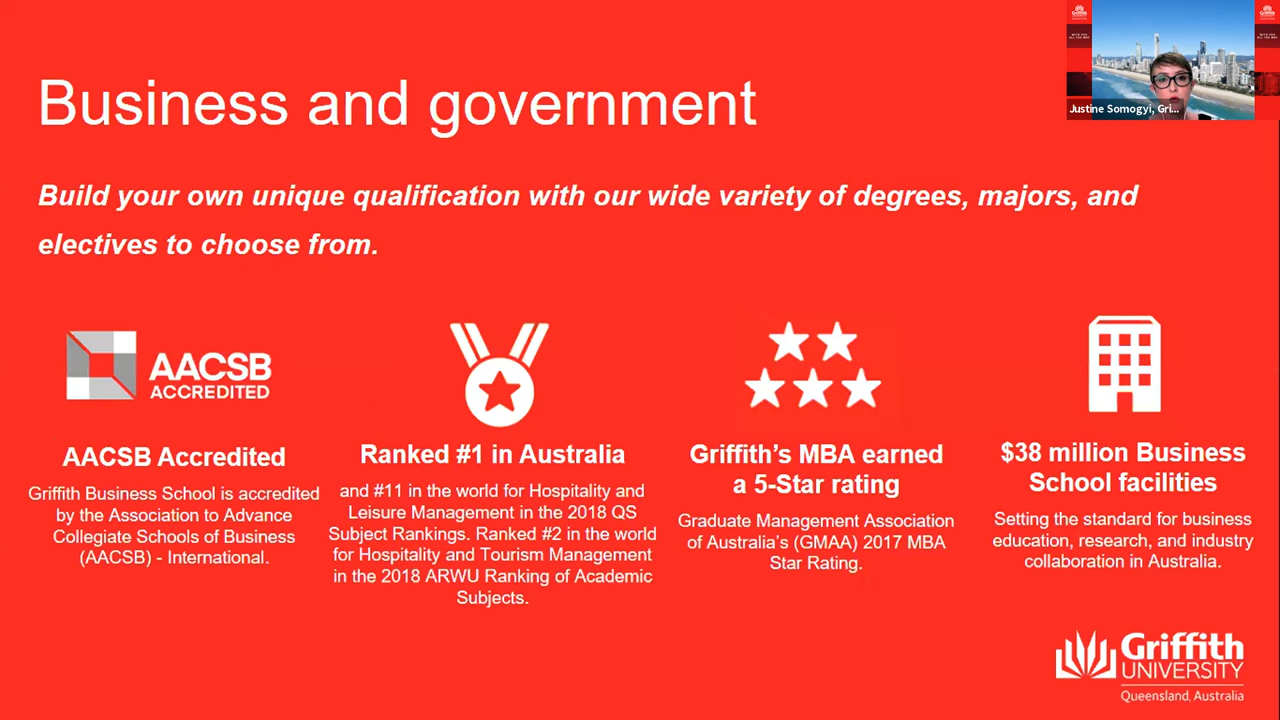 Business and government
Justine Somogyi, Gri...
Build your own unique qualification with our wide variety of degrees, majors, and
electives to choose from.
AACSB
ACCREDITED
AACSB Accredited
Griffith Business School is accredited
by the Association to Advance
Collegiate Schools of Business
(AACSB) - International.
Ranked #1 in Australia
and #11 in the world for Hospitality and
Leisure Management in the 2018 QS
Subject Rankings. Ranked #2 in the world
for Hospitality and Tourism Management
in the 2018 ARWU Ranking of Academic
Subjects.
Griffith’s MBA earned
a 5-Star rating
Graduate Management Association
of Australia’s (GMAA) 2017 MBA
Star Rating.
$38 million Business
School facilities
Setting the standard for business
education, research, and industry
collaboration in Australia.
Griffith
UNIVERSITY
Queensland, Australia